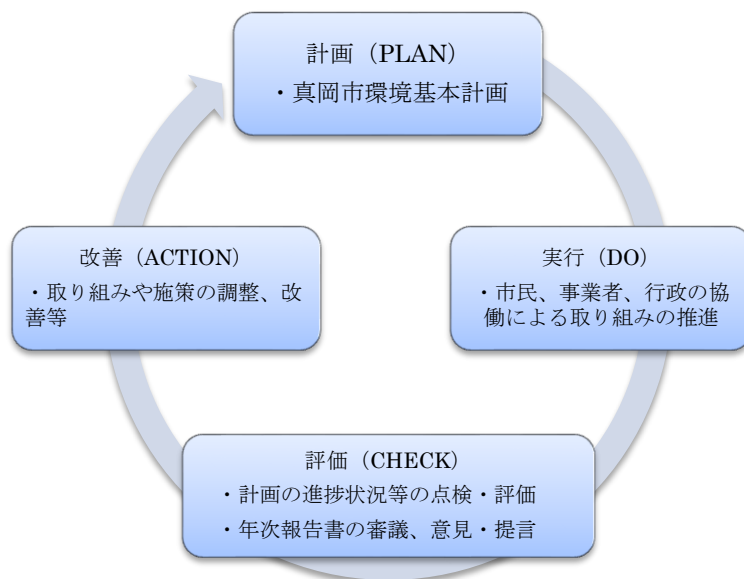 計画（PLAN）
・真岡市環境基本計画
実行（DO）
・市民、事業者、行政の協
働による取り組みの推進
評価（CHECK）
・計画の進捗状況等の点検・評価
・年次報告書の審議、意見・提言
改善（ACTION）
・取り組みや施策の調整、改
善等